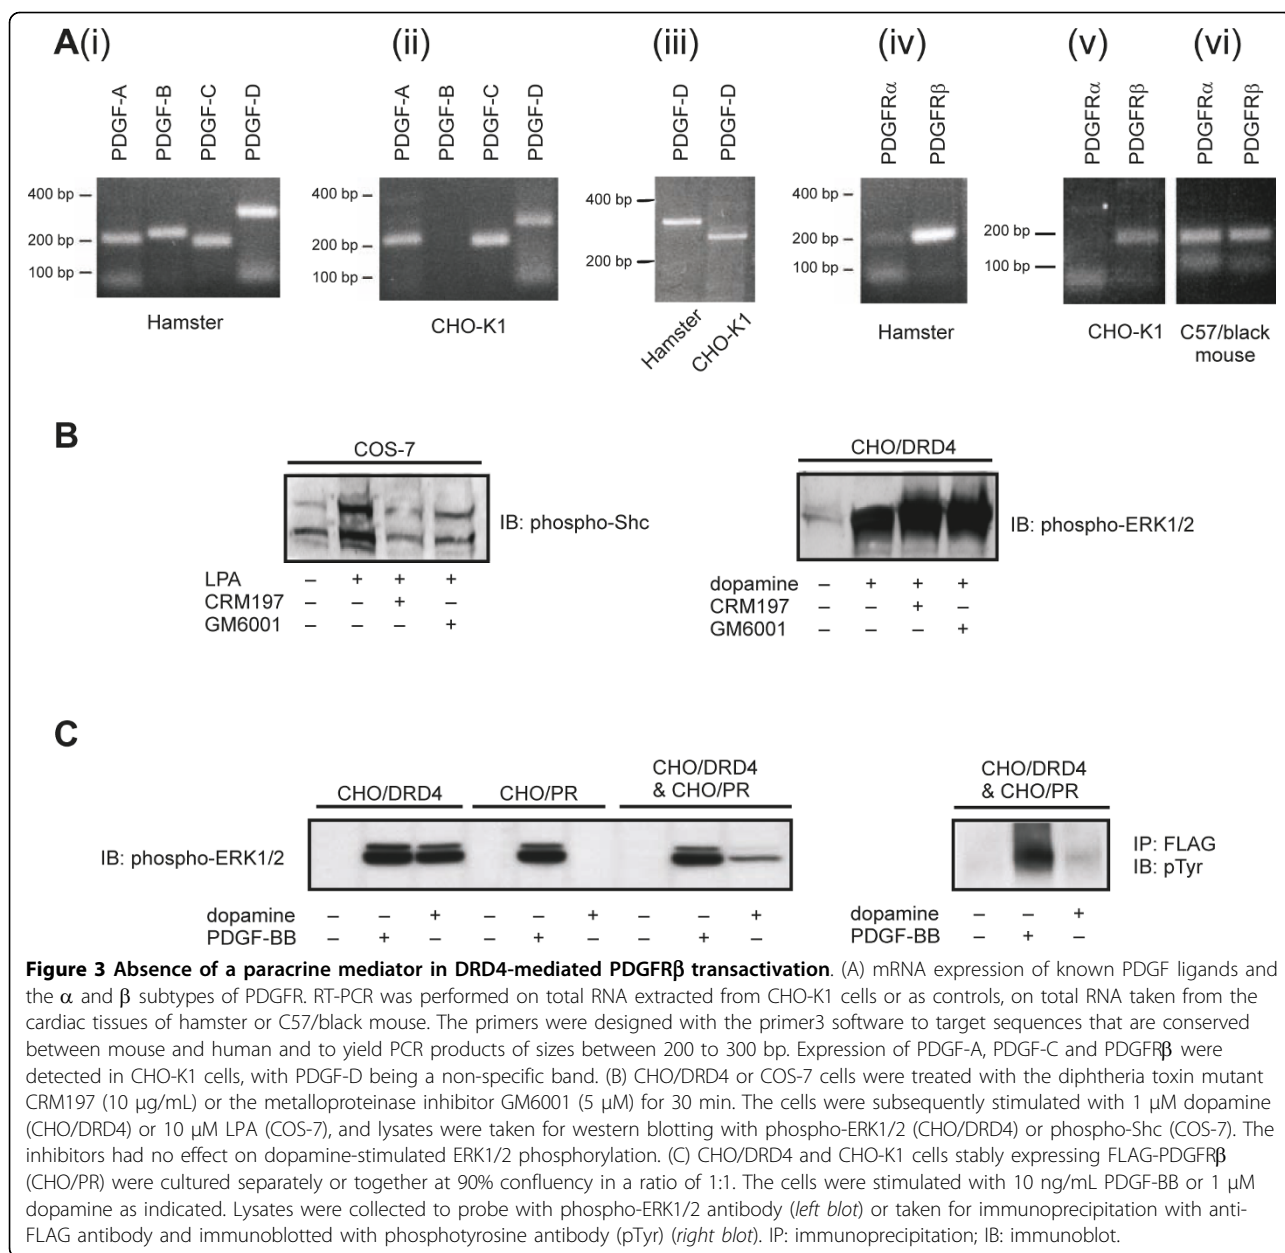 A(i) (ii) (iii) (iv) (v) (vi)
PDGF-A PDGF-B PDGF-C PDGF-D
PDGF-A PDGF-B PDGF-C PDGF-D
PDGF-D PDGF-D
PDGFRα PDGFRβ
PDGFRα PDGFRβ
PDGFRα PDGFRβ
400 bp
200 bp
100 bp
Hamster
400 bp
200 bp
100 bp
CHO-K1
400 bp
200 bp
Hamster CHO-K1
400 bp
200 bp
100 bp
Hamster
200 bp
100 bp
CHO-K1
C57/black
mouse
B
COS-7
IB: phospho-Shc
LPA – + + +
CRM197 – – + –
GM6001 – – – +
CHO/DRD4
IB: phospho-ERK1/2
dopamine – + + +
CRM197 – – + –
GM6001 – – – +
C
CHO/DRD4 CHO/PR CHO/DRD4
& CHO/PR
IB: phospho-ERK1/2
dopamine – – + – – + – – +
PDGF-BB – + – – + – – + –
CHO/DRD4
& CHO/PR
IP: FLAG
IB: pTyr
dopamine – – +
PDGF-BB – + –
Figure 3 Absence of a paracrine mediator in DRD4-mediated PDGFRβ transactivation. (A) mRNA expression of known PDGF ligands and
the α and β subtypes of PDGFR. RT-PCR was performed on total RNA extracted from CHO-K1 cells or as controls, on total RNA taken from the
cardiac tissues of hamster or C57/black mouse. The primers were designed with the primer3 software to target sequences that are conserved
between mouse and human and to yield PCR products of sizes between 200 to 300 bp. Expression of PDGF-A, PDGF-C and PDGFRβ were
detected in CHO-K1 cells, with PDGF-D being a non-specific band. (B) CHO/DRD4 or COS-7 cells were treated with the diphtheria toxin mutant
CRM197 (10 μg/mL) or the metalloproteinase inhibitor GM6001 (5 μM) for 30 min. The cells were subsequently stimulated with 1 μM dopamine
(CHO/DRD4) or 10 μM LPA (COS-7), and lysates were taken for western blotting with phospho-ERK1/2 (CHO/DRD4) or phospho-Shc (COS-7). The
inhibitors had no effect on dopamine-stimulated ERK1/2 phosphorylation. (C) CHO/DRD4 and CHO-K1 cells stably expressing FLAG-PDGFRβ
(CHO/PR) were cultured separately or together at 90% confluency in a ratio of 1:1. The cells were stimulated with 10 ng/mL PDGF-BB or 1 μM
dopamine as indicated. Lysates were collected to probe with phospho-ERK1/2 antibody (left blot) or taken for immunoprecipitation with anti-
FLAG antibody and immunoblotted with phosphotyrosine antibody (pTyr) (right blot). IP: immunoprecipitation; IB: immunoblot.